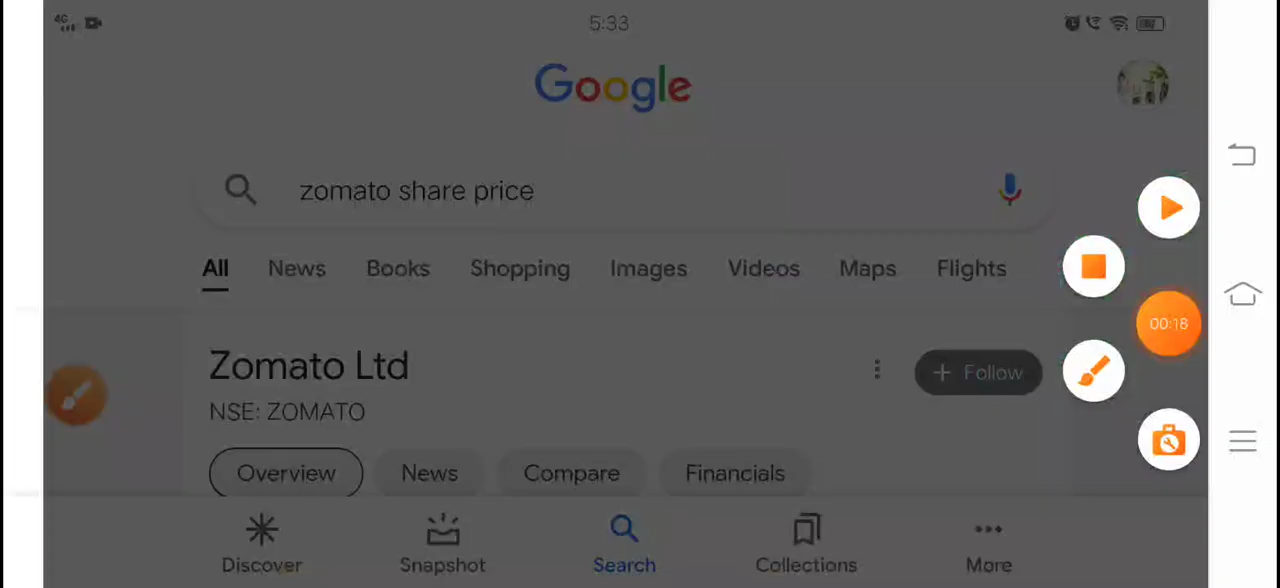 4G 5:33
Google
zomato share price
All News Books Shopping Images Videos Maps Flights
00:18
Zomato Ltd
+ Follow
NSE: ZOMATO
Overview News Compare Financials
Discover Snapshot Search Collections More